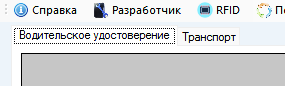 Справка Разработчик RFID
Водительское удостоверение Транспорт